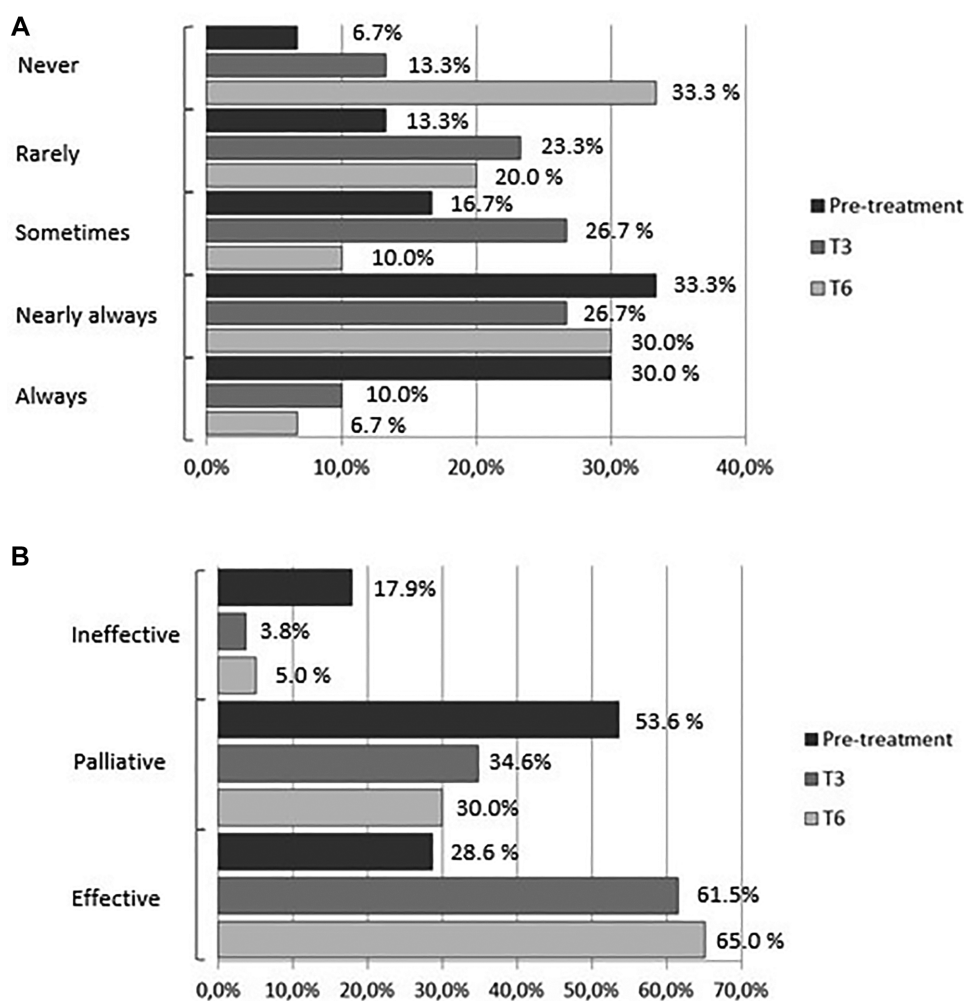 A
6.7%
Never
13.3%
33.3 %
13.3%
Rarely
23.3%
20.0 %
16.7%
Sometimes
26.7 %
10.0%
33.3%
Nearly always
26.7%
30.0%
30.0 %
Always
10.0%
6.7 %
0,0% 10,0% 20,0% 30,0% 40,0%
Pre-treatment
T3
T6
B
17.9%
Ineffective
3.8%
5.0 %
53.6 %
Palliative
34.6%
30.0%
28.6 %
Effective
61.5%
65.0 %
0,0% 10,0% 20,0% 30,0% 40,0% 50,0% 60,0% 70,0%
Pre-treatment
T3
T6